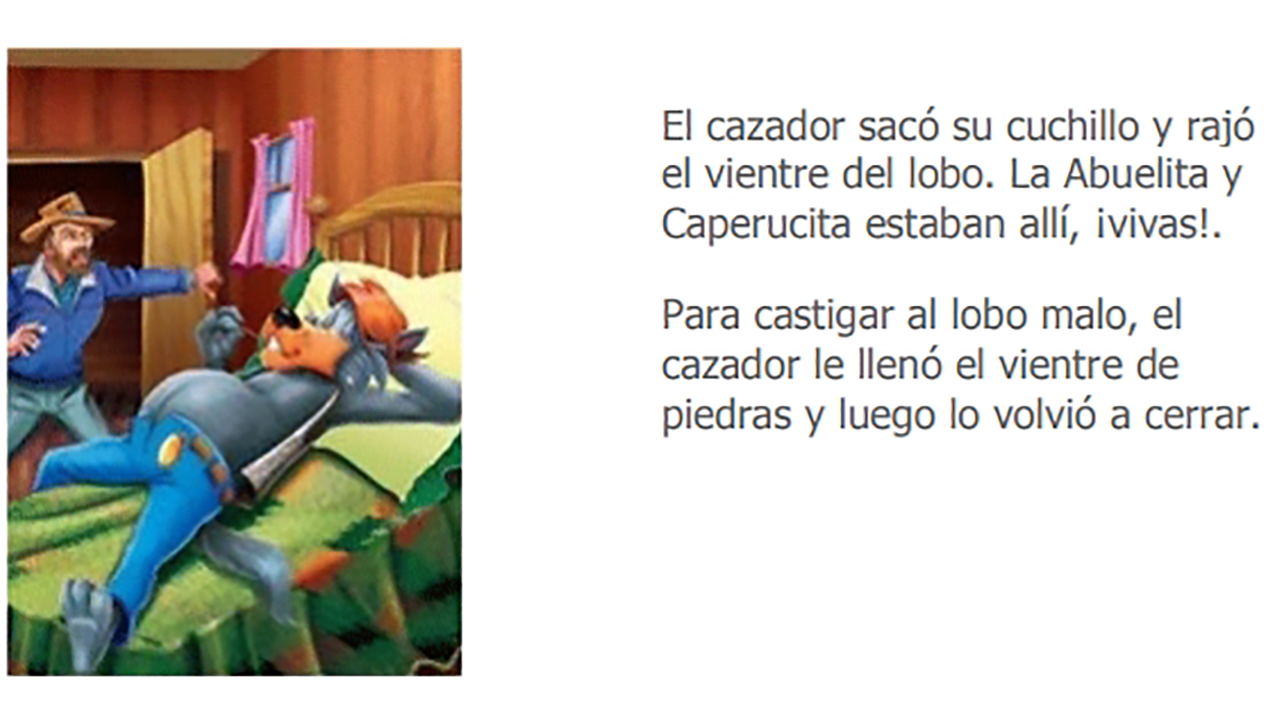 El cazador sacó su cuchillo y rajó
el vientre del lobo. La Abuelita y
Caperucita estaban allí, ¡vivas!.
Para castigar al lobo malo, el
cazador le llenó el vientre de
piedras y luego lo volvió a cerrar.